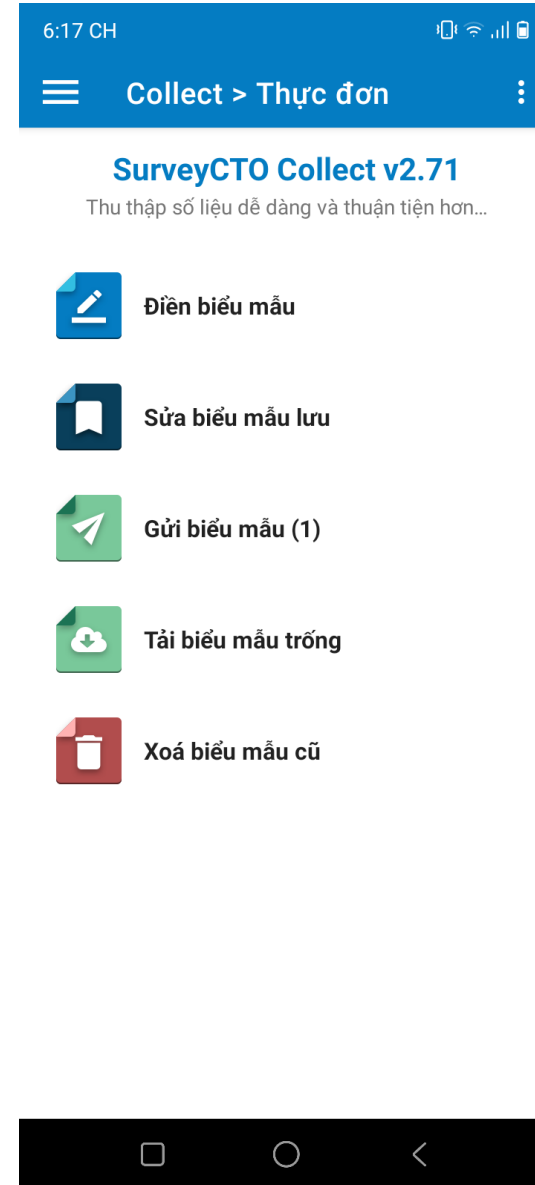 6:17 CH
Collect > Thực đơn
SurveyCTO Collect v2.71
Thu thập số liệu dễ dàng và thuận tiện hơn...
Điền biểu mẫu
Sửa biểu mẫu lưu
Gửi biểu mẫu (1)
Tải biểu mẫu trống
Xoá biểu mẫu cũ